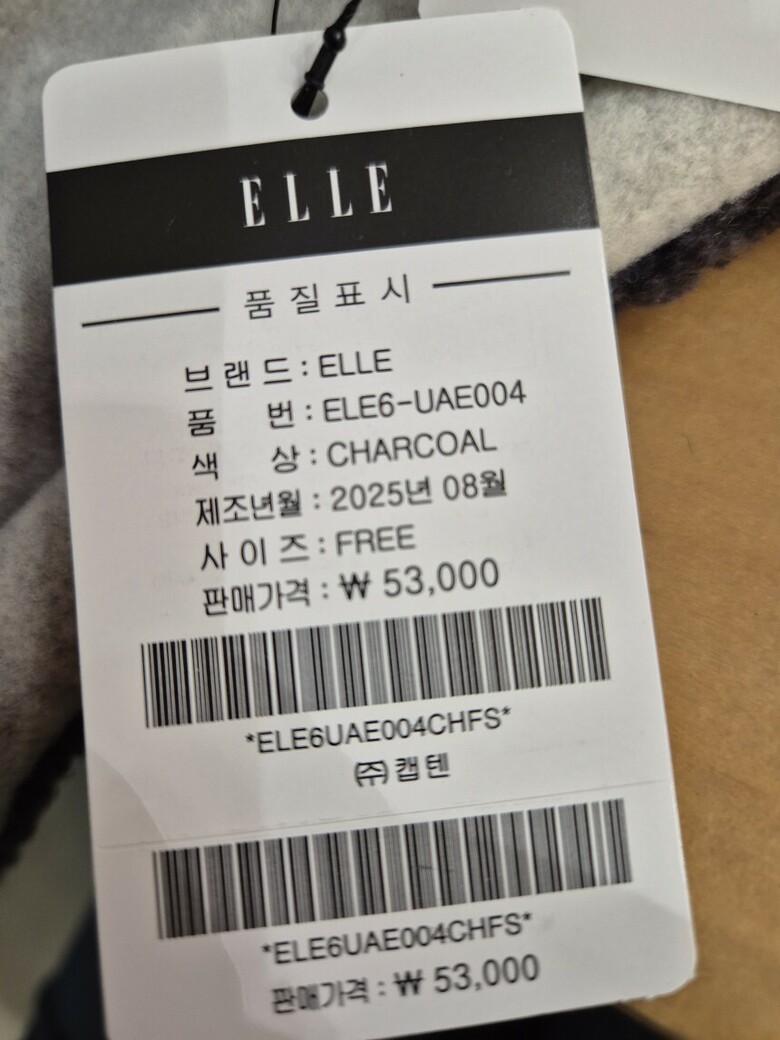 ELLE
품질표시
브랜드 : ELLE
품 번 : ELE6-UAE004
색 상 : CHARCOAL
제조년월 : 2025년 08월
사이즈 : FREE
판매가격 : ₩ 53,000
*ELE6UAE004CHFS*
㈜캡텐
*ELE6UAE004CHFS*
판매가격 : ₩ 53,000